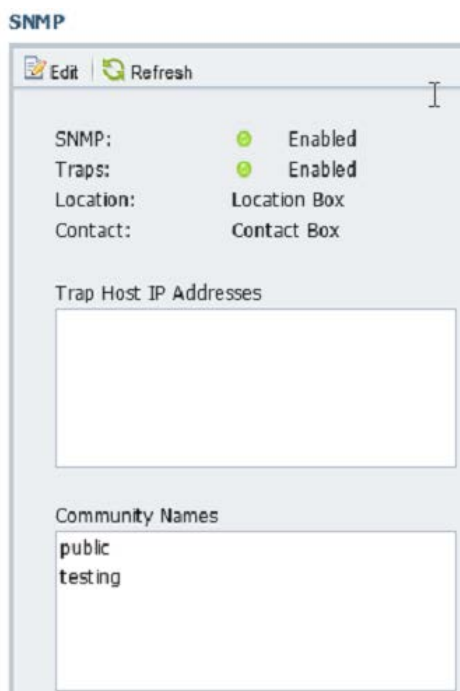 SNMP
Edit Refresh
SNMP: Enabled
Traps: Enabled
Location: Location Box
Contact: Contact Box
Trap Host IP Addresses
Community Names
public
testing